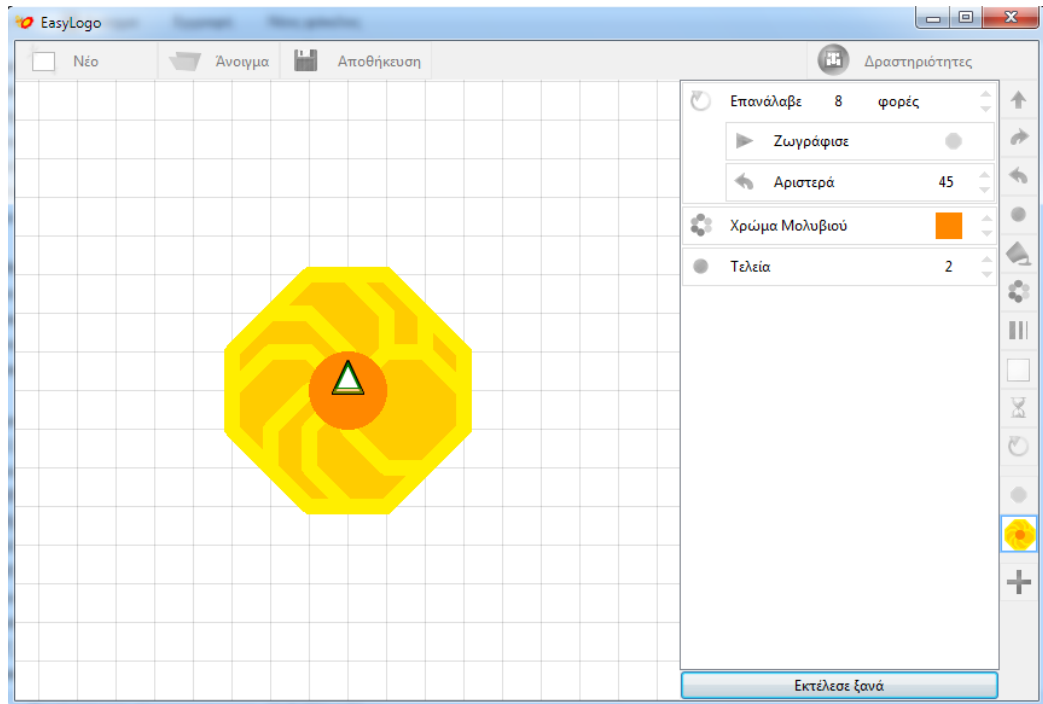 EasyLogo
Νέο Άνοιγμα Αποθήκευση Δραστηριότητες
Επανάλαβε 8 φορές
Ζωγράφισε
Αριστερά 45
Χρώμα Μολυβιού
Τελεία 2
Εκτέλεσε ξανά